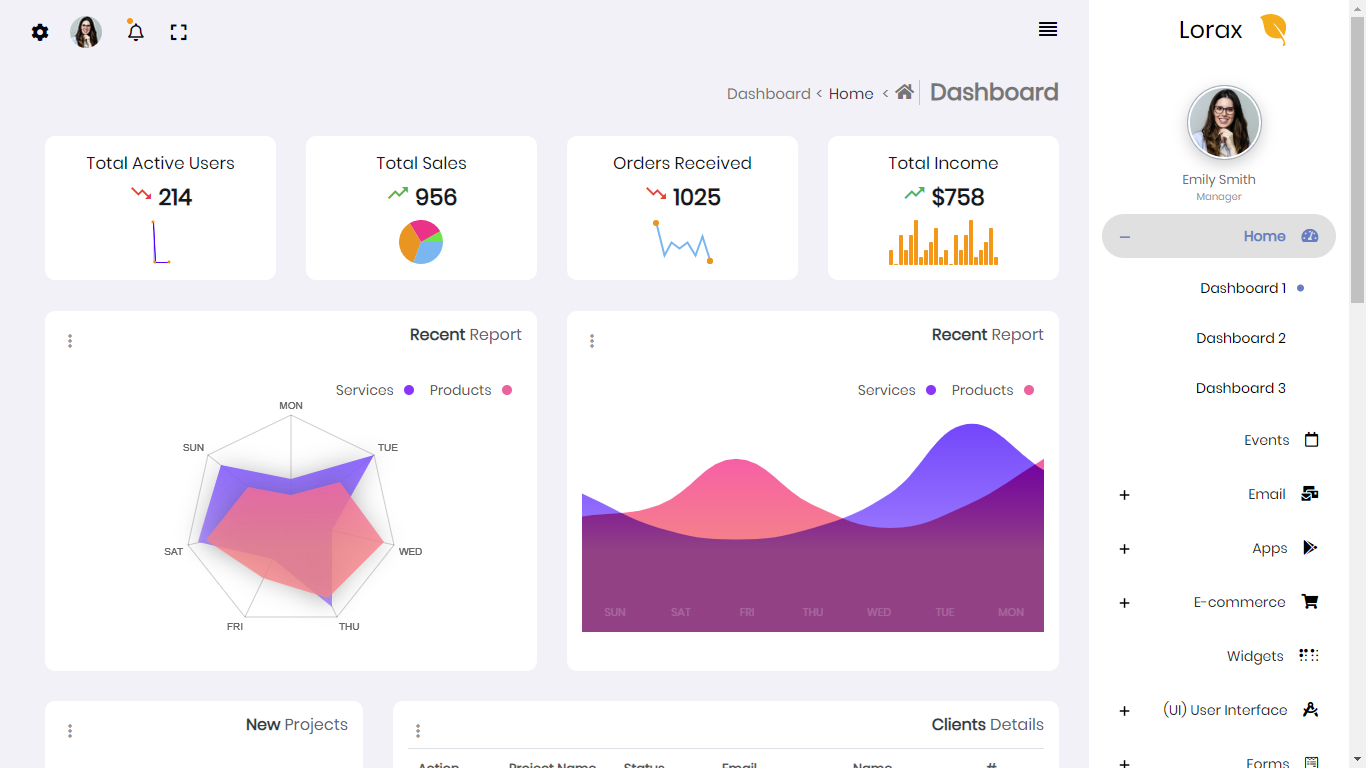 Lorax
Dashboard < Home < Dashboard
Total Active Users
214
Total Sales
956
Orders Received
1025
Total Income
$758
Recent Report
Services Products
MON
SUN TUE
SAT WED
FRI THU
Recent Report
Services Products
SUN SAT FRI THU WED TUE MON
New Projects
Clients Details
Action Project Name Status Email Name #
Emily Smith
Manager
Home
Dashboard 1
Dashboard 2
Dashboard 3
Events
Email
Apps
E-commerce
Widgets
(UI) User Interface
Forms